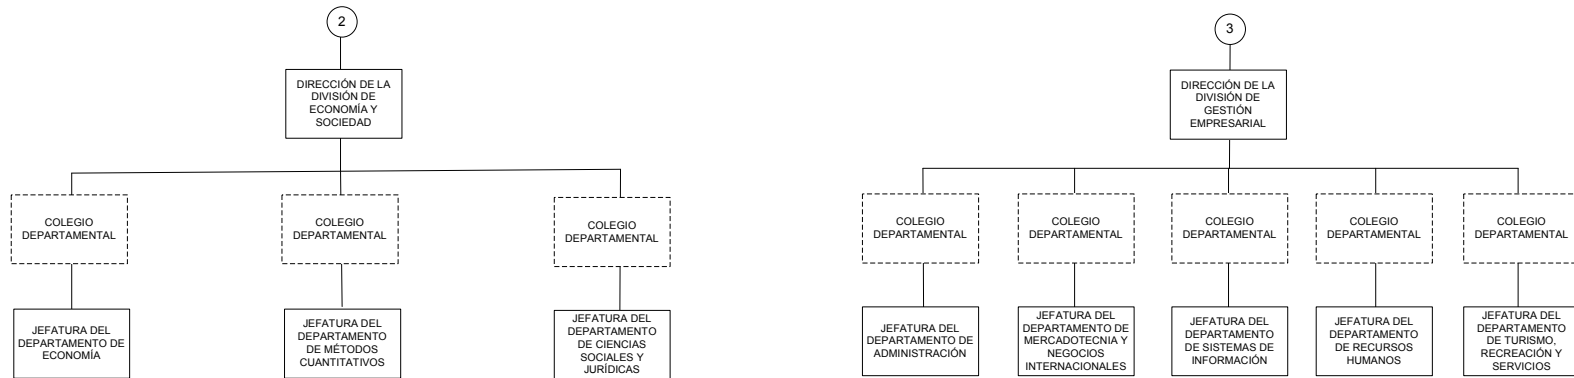 2
DIRECCIÓN DE LA
DIVISIÓN DE
ECONOMÍA Y
SOCIEDAD
COLEGIO
DEPARTAMENTAL
COLEGIO
DEPARTAMENTAL
COLEGIO
DEPARTAMENTAL
JEFATURA DEL
DEPARTAMENTO DE
ECONOMÍA
JEFATURA DEL
DEPARTAMENTO
DE MÉTODOS
CUANTITATIVOS
JEFATURA DEL
DEPARTAMENTO
DE CIENCIAS
SOCIALES Y
JURÍDICAS
3
DIRECCIÓN DE LA
DIVISIÓN DE
GESTIÓN
EMPRESARIAL
COLEGIO
DEPARTAMENTAL
COLEGIO
DEPARTAMENTAL
COLEGIO
DEPARTAMENTAL
COLEGIO
DEPARTAMENTAL
COLEGIO
DEPARTAMENTAL
JEFATURA DEL
DEPARTAMENTO DE
ADMINISTRACIÓN
JEFATURA DEL
DEPARTAMENTO DE
MERCADOTECNIA Y
NEGOCIOS
INTERNACIONALES
JEFATURA DEL
DEPARTAMENTO
DE SISTEMAS DE
INFORMACIÓN
JEFATURA DEL
DEPARTAMENTO
DE RECURSOS
HUMANOS
JEFATURA DEL
DEPARTAMENTO
DE TURISMO,
RECREACIÓN Y
SERVICIOS